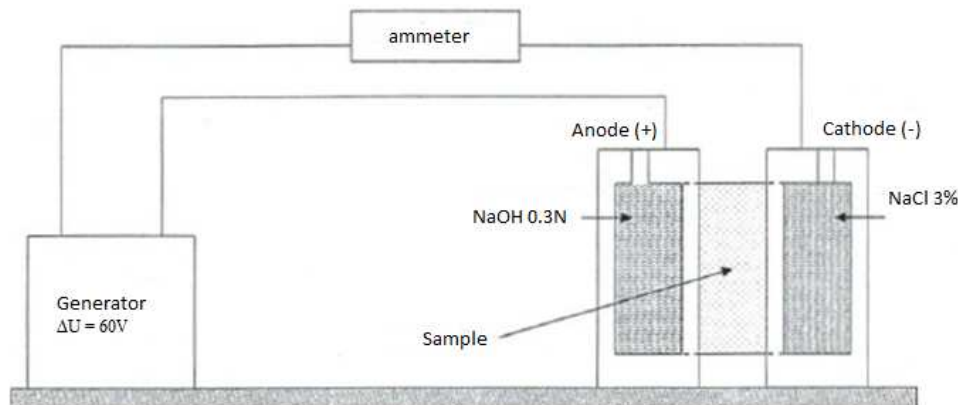 ammeter
Anode (+)
Cathode (-)
NaOH 0.3N
NaCl 3%
Generator
ΔU = 60V
Sample